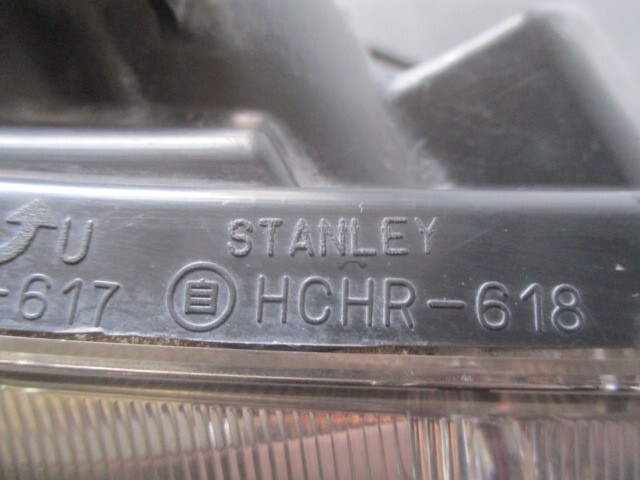 U STANLEY
-617 自 HCHR-618